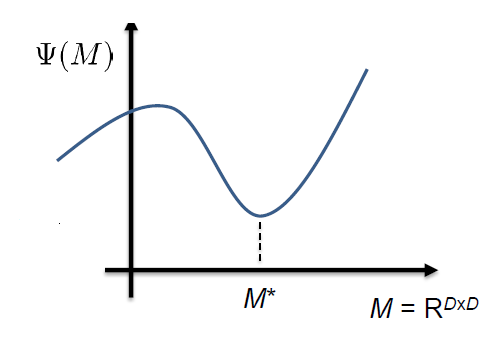 Ψ(M)
M*
M = R^{DxD}